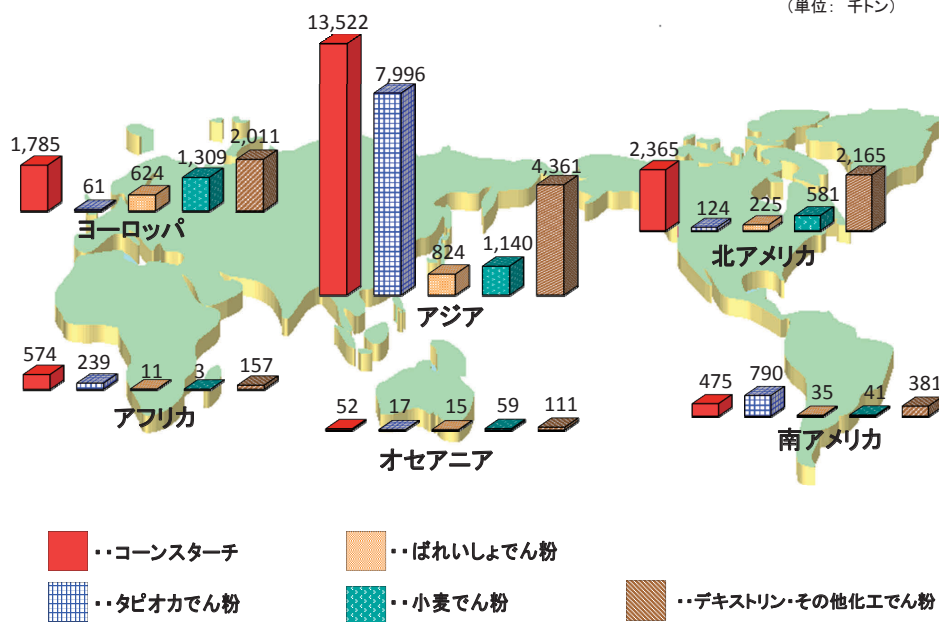 （単位： 千トン）
13,522
7,996
1,785
61
624
1,309
2,011
ヨーロッパ
4,361
824
1,140
アジア
2,365
124
225
581
2,165
北アメリカ
574
239
11
3
157
アフリカ
52
17
15
59
111
オセアニア
475
790
35
41
381
南アメリカ
･･コーンスターチ
･･ばれいしょでん粉
･･タピオカでん粉
･･小麦でん粉
･･デキストリン・その他化工でん粉